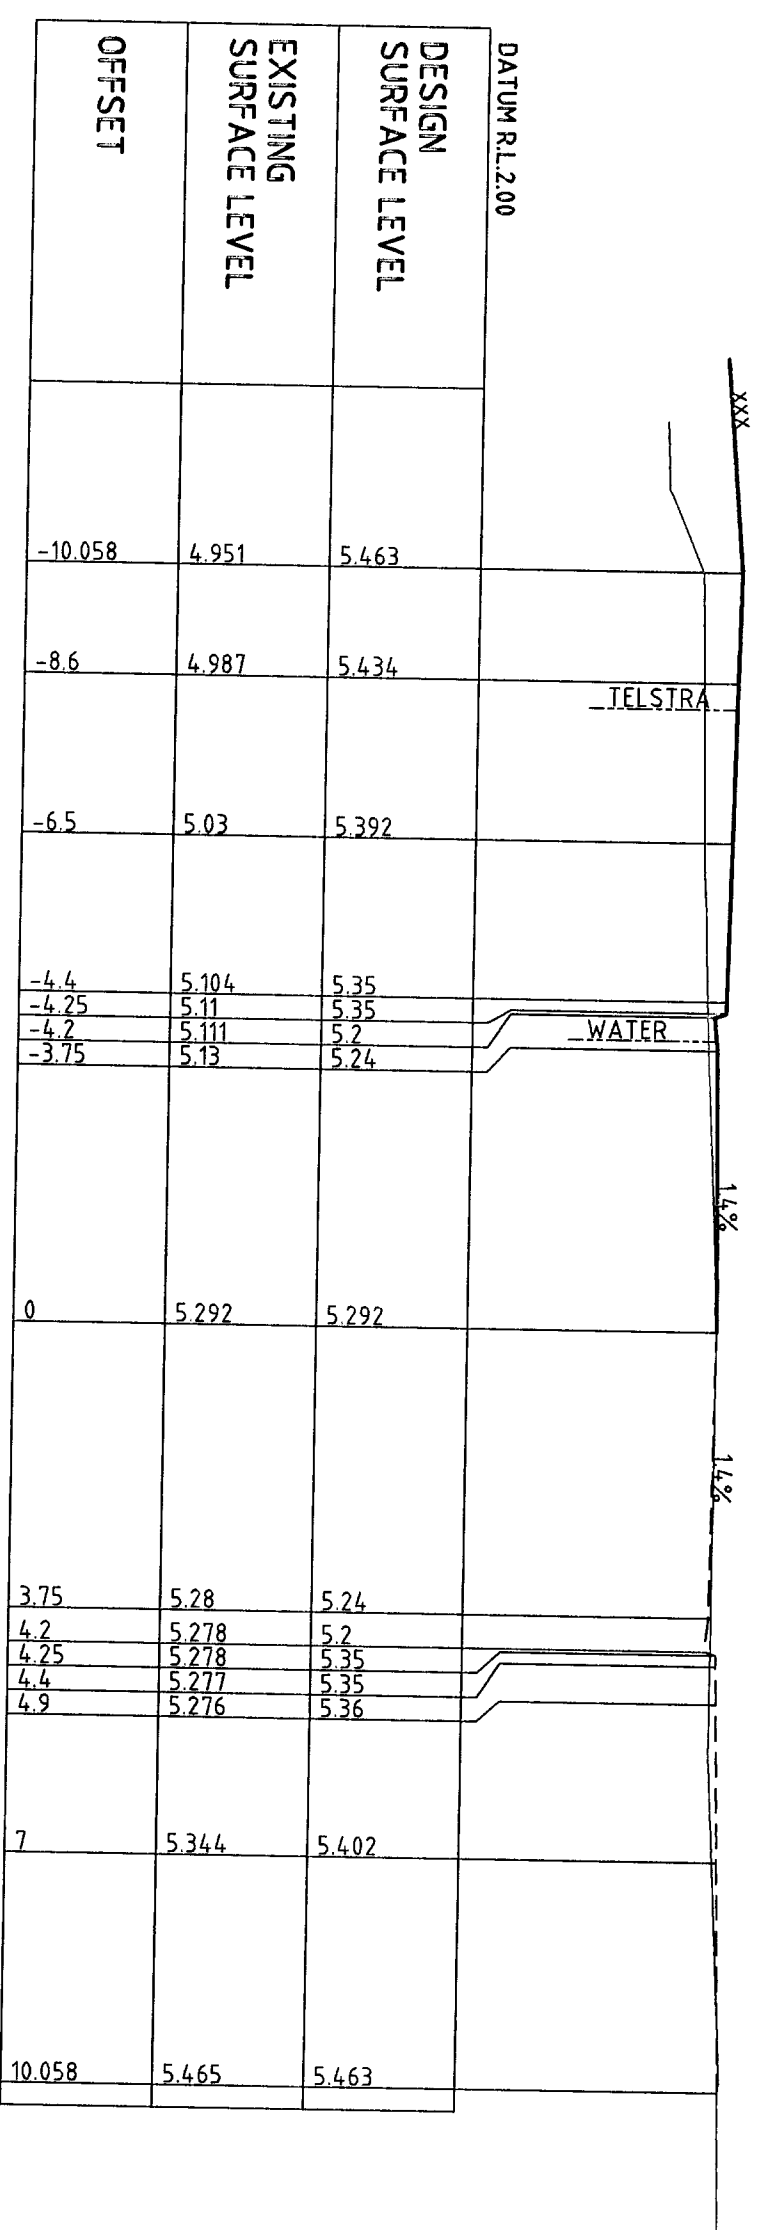 DATUM R.L.2.00
DESIGN
SURFACE LEVEL
EXISTING
SURFACE LEVEL
OFFSET
XXX
-10.058 4.951 5.463
-8.6 4.987 5.434
TELSTRA
-6.5 5.03 5.392
-4.4 5.104 5.35
-4.25 5.11 5.35
-4.2 5.111 5.2
WATER
-3.75 5.13 5.24
1.4%
0 5.292 5.292
1.4%
3.75 5.28 5.24
4.2 5.278 5.2
4.25 5.278 5.35
4.4 5.277 5.35
4.9 5.276 5.36
7 5.344 5.402
10.058 5.465 5.463